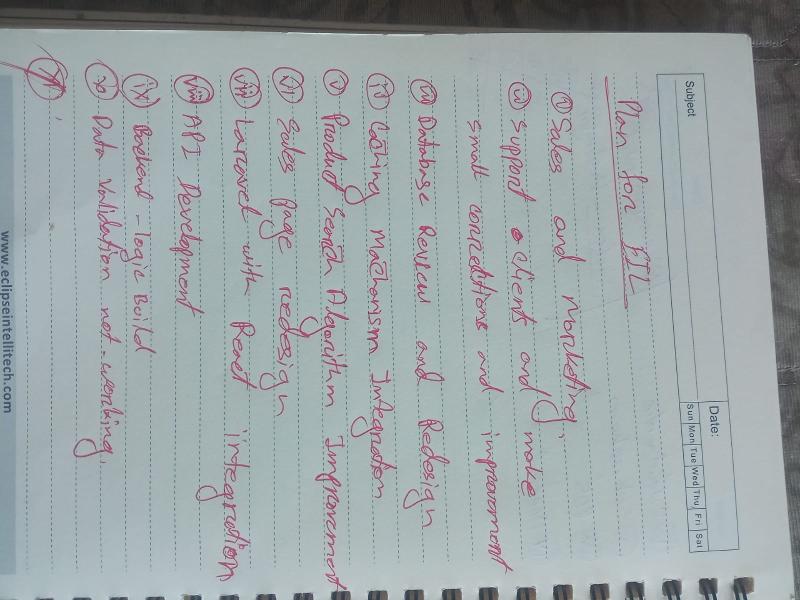 Subject
Date:
Sun Mon Tue Wed Thu Fri Sat
Plan for EIL
(i) Sales and Marketing.
(ii) Support clients and make
small corrections and improvement
(iii) Database Review and Redesign
(iv) Caching Mechanism Integration
(v) Product Search Algorithm Improvement
(vi) Sales page redesign
(vii) Laravel with React integration
(viii) API Development
(ix) Backend - logic Build
(x) Data Validation not-working.
www.eclipseintellitech.com